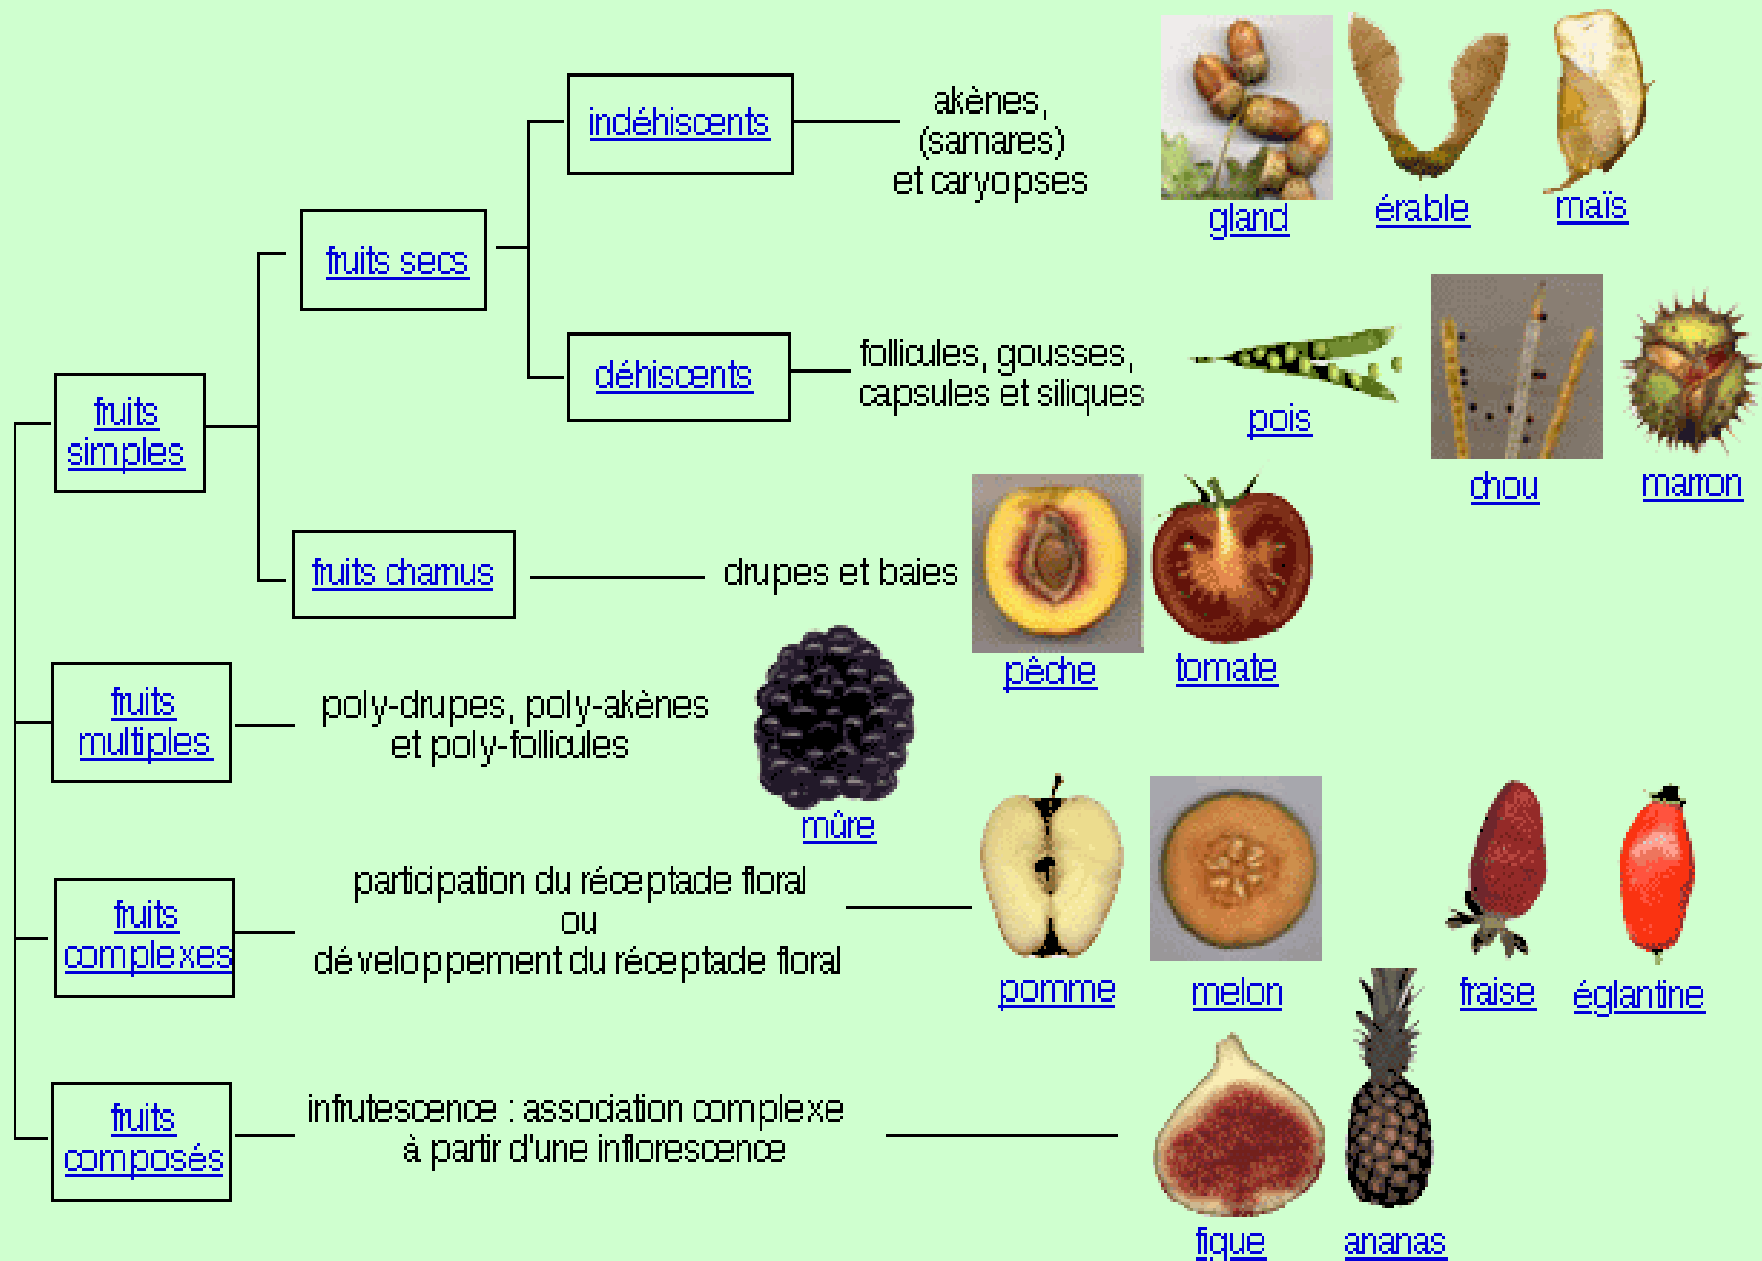 indéhiscents
akènes,
(samares)
et caryopses
gland
érable
maïs
fruits secs
déhiscents
follicules, gousses,
capsules et siliques
pois
chou
marron
fruits
simples
fruits charnus
drupes et baies
pêche
tomate
fruits
multiples
poly-drupes, poly-akènes
et poly-follicules
mûre
fruits
complexes
participation du réceptacle floral
ou
développement du réceptacle floral
pomme
melon
fraise
églantine
fruits
composés
infrutescence : association complexe
à partir d'une inflorescence
figue
ananas